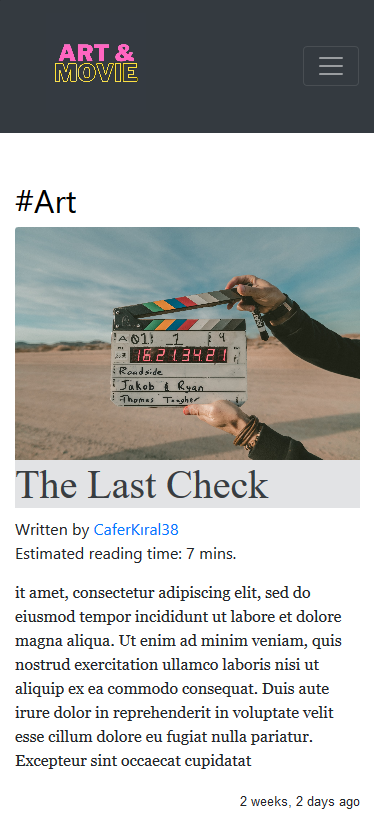 ART &
MOVIE
#Art
A 01 1 4
18:21:34:21
Roadside
Jakob & Ryan
Thomas Tougher
The Last Check
Written by CaferKıral38
Estimated reading time: 7 mins.
it amet, consectetur adipiscing elit, sed do
eiusmod tempor incididunt ut labore et dolore
magna aliqua. Ut enim ad minim veniam, quis
nostrud exercitation ullamco laboris nisi ut
aliquip ex ea commodo consequat. Duis aute
irure dolor in reprehenderit in voluptate velit
esse cillum dolore eu fugiat nulla pariatur.
Excepteur sint occaecat cupidatat
2 weeks, 2 days ago